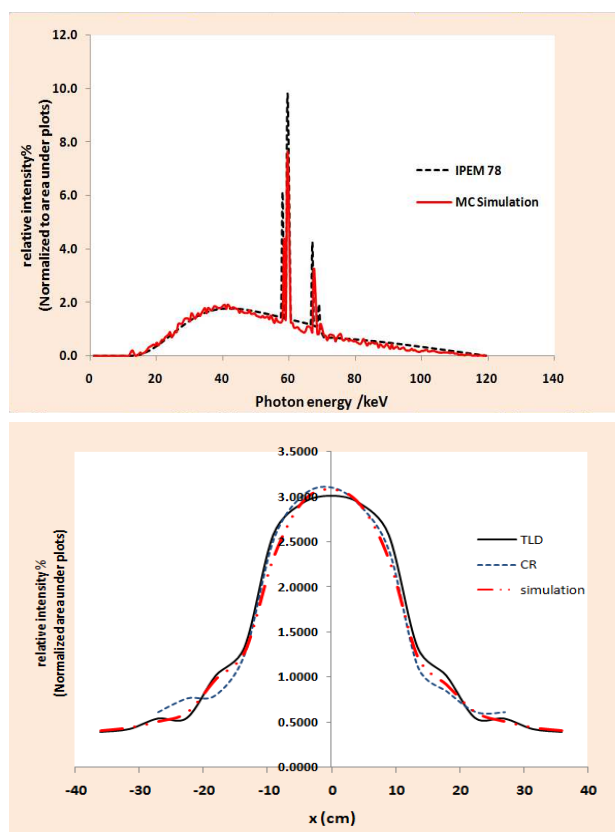 12.0
10.0
8.0
6.0
4.0
2.0
0.0
relative intensity%
(Normalized to area under plots)
IPEM 78
MC Simulation
0 20 40 60 80 100 120 140
Photon energy /keV
3.5000
3.0000
2.5000
2.0000
1.5000
1.0000
0.5000
0.0000
relative intensity%
(Normalized area under plots)
TLD
CR
simulation
-40 -30 -20 -10 0 10 20 30 40
x (cm)